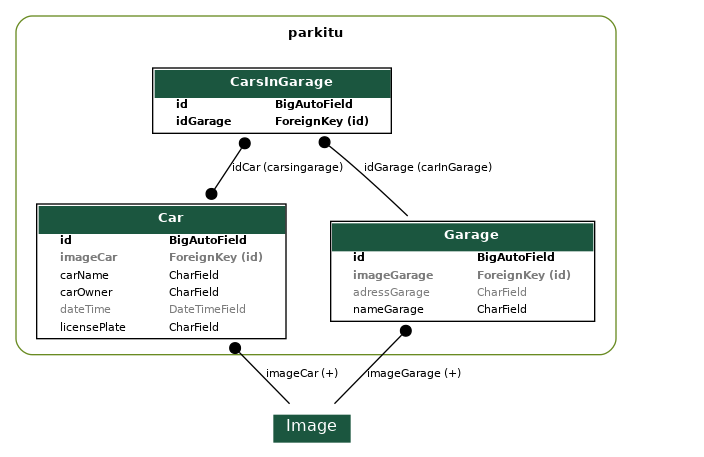 parkitu
CarsInGarage
id BigAutoField
idGarage ForeignKey (id)
idCar (carsingarage)
idGarage (carInGarage)
Car
id BigAutoField
imageCar ForeignKey (id)
carName CharField
carOwner CharField
dateTime DateTimeField
licensePlate CharField
Garage
id BigAutoField
imageGarage ForeignKey (id)
adressGarage CharField
nameGarage CharField
imageCar (+)
imageGarage (+)
Image